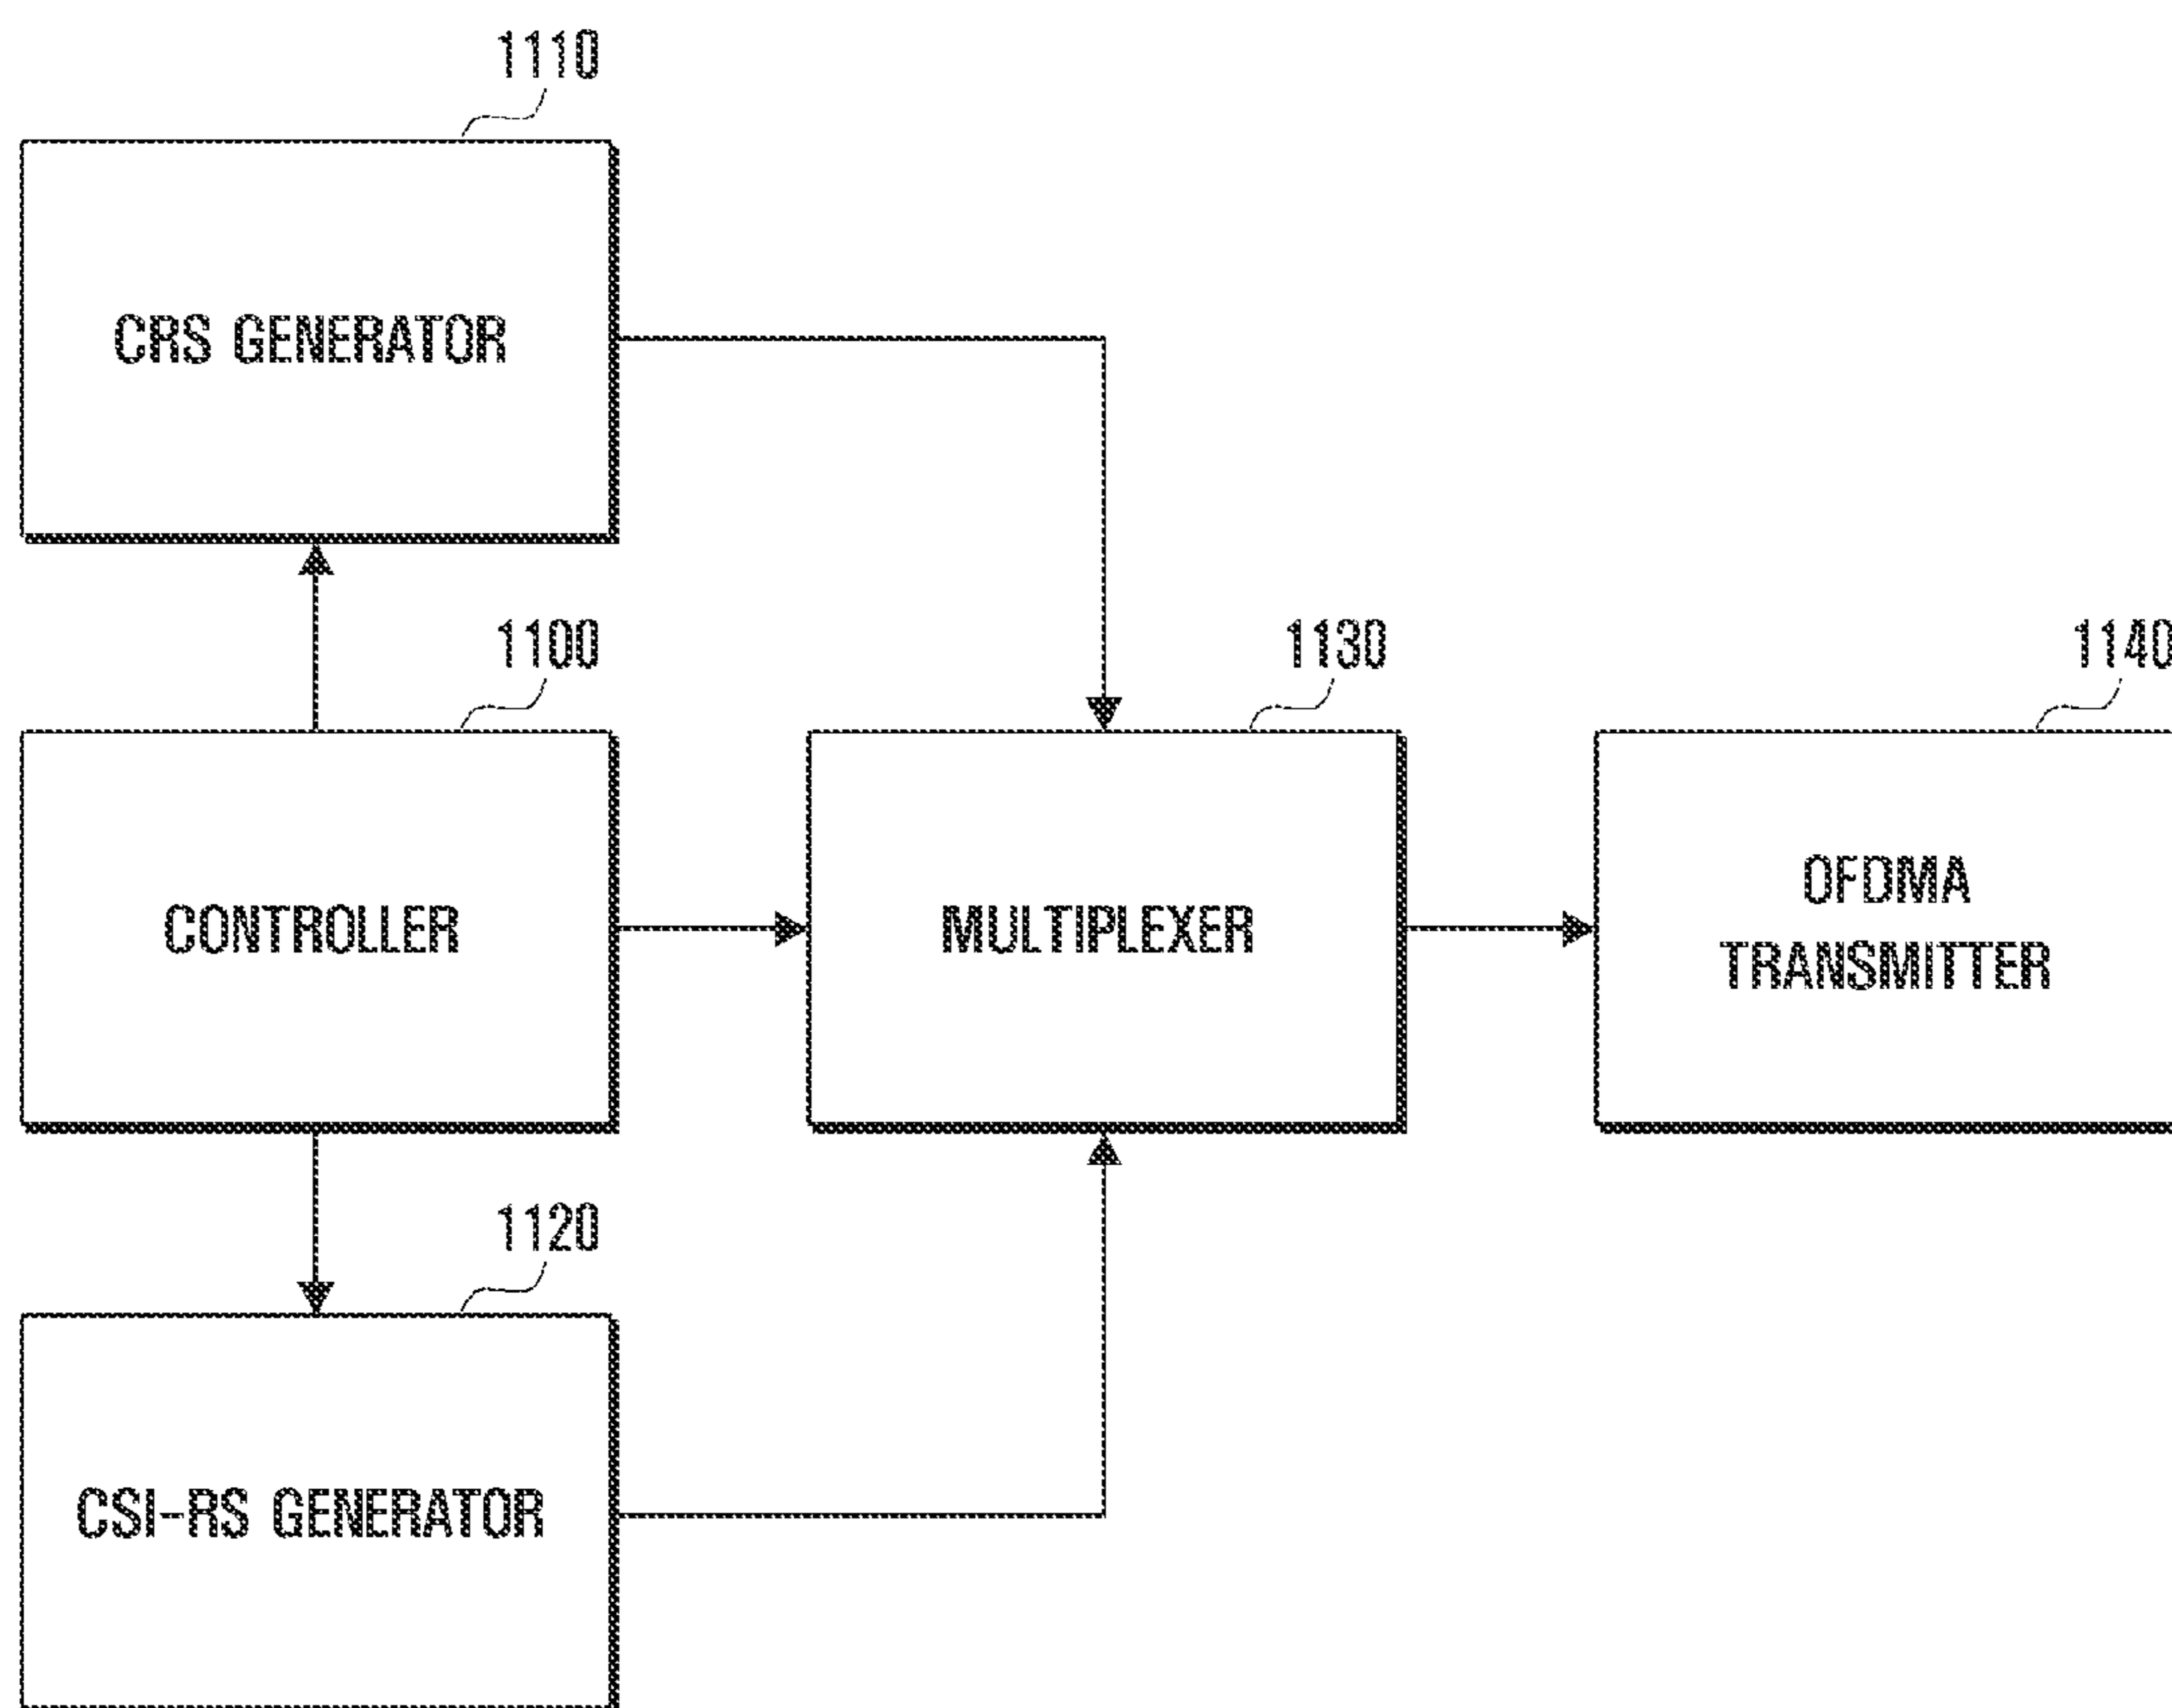 1110
CRS GENERATOR
1100
1130
1140
CONTROLLER
MULTIPLEXER
OFDMA
TRANSMITTER
1120
CSI-RS GENERATOR